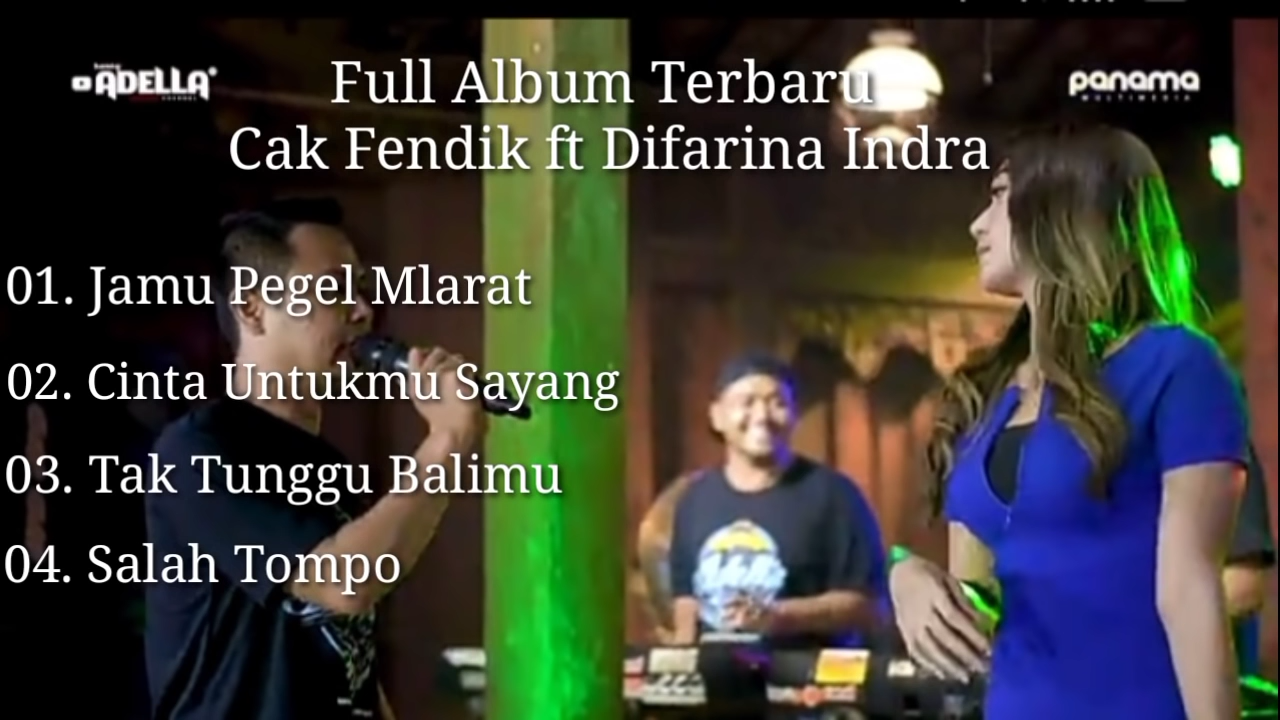 ADELLA
panama
MULTIMEDIA
Full Album Terbaru
Cak Fendik ft Difarina Indra
01. Jamu Pegel Mlarat
02. Cinta Untukmu Sayang
03. Tak Tunggu Balimu
04. Salah Tompo